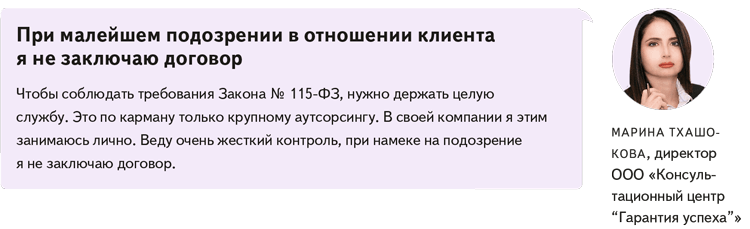 При малейшем подозрении в отношении клиента
я не заключаю договор
Чтобы соблюдать требования Закона № 115-ФЗ, нужно держать целую
службу. Это по карману только крупному аутсорсингу. В своей компании я этим
занимаюсь лично. Веду очень жесткий контроль, при намеке на подозрение
я не заключаю договор.
МАРИНА ТХАШО-
КОВА, директор
ООО «Консуль-
тационный центр
“Гарантия успеха”»